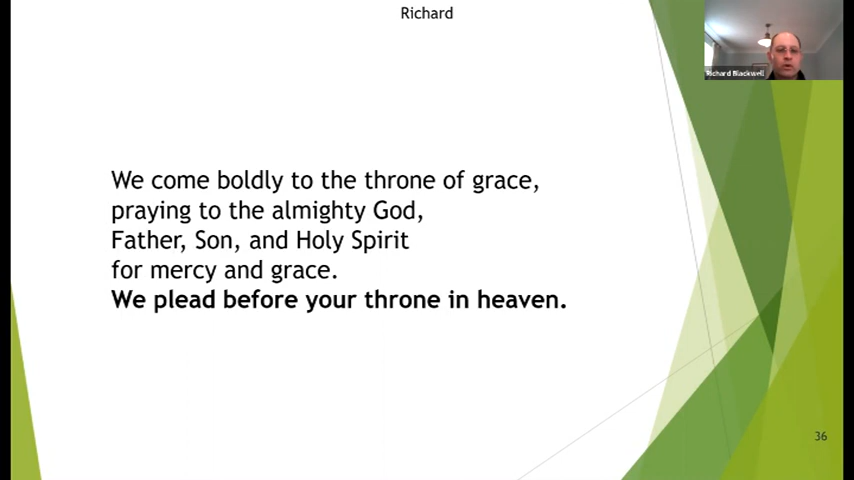 Richard
Richard Blackwell
We come boldly to the throne of grace,
praying to the almighty God,
Father, Son, and Holy Spirit
for mercy and grace.
We plead before your throne in heaven.
36